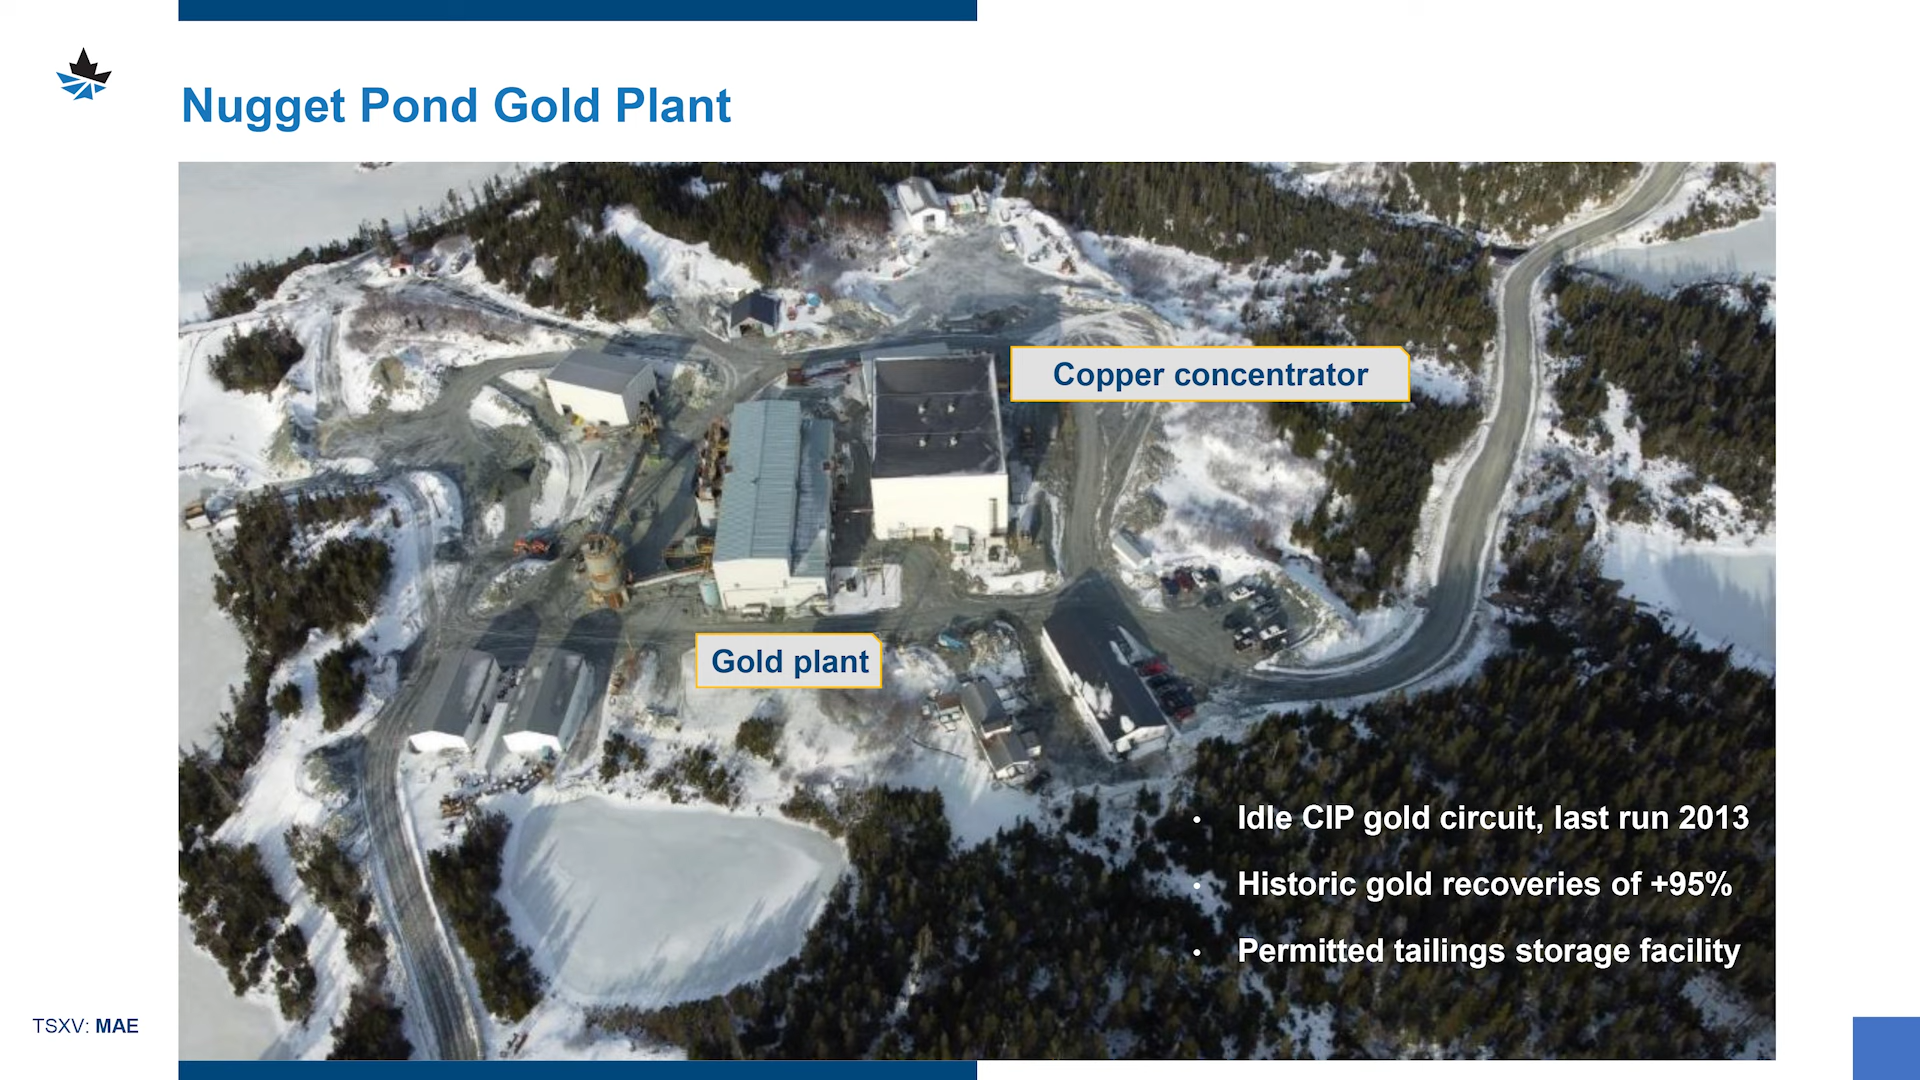 Nugget Pond Gold Plant
Copper concentrator
Gold plant
• Idle CIP gold circuit, last run 2013
• Historic gold recoveries of +95%
• Permitted tailings storage facility
TSXV: MAE